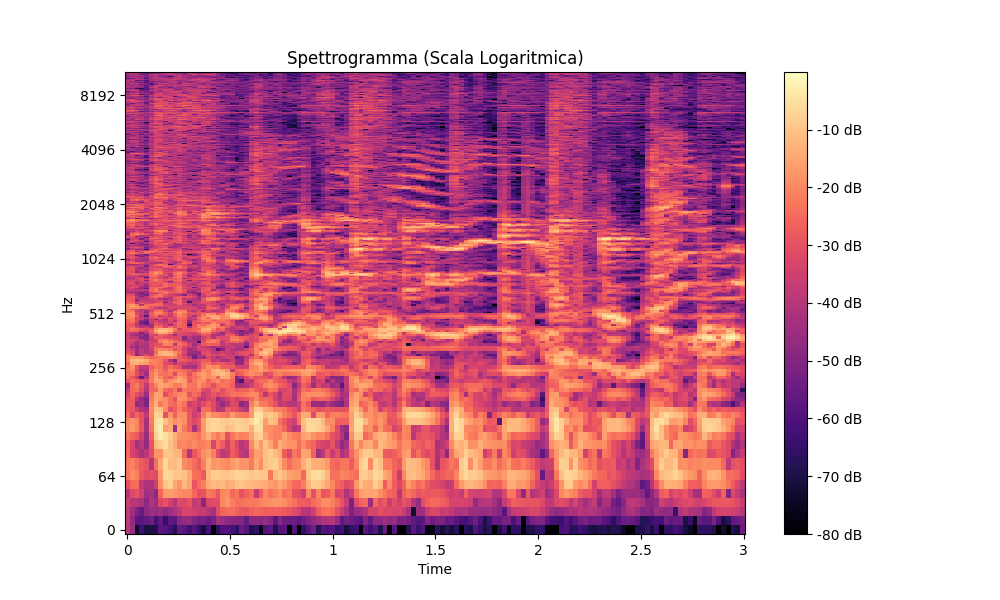 Spettrogramma (Scala Logaritmica)
Hz
8192
4096
2048
1024
512
256
128
64
0
0
0.5
1
1.5
2
2.5
3
Time
-10 dB
-20 dB
-30 dB
-40 dB
-50 dB
-60 dB
-70 dB
-80 dB